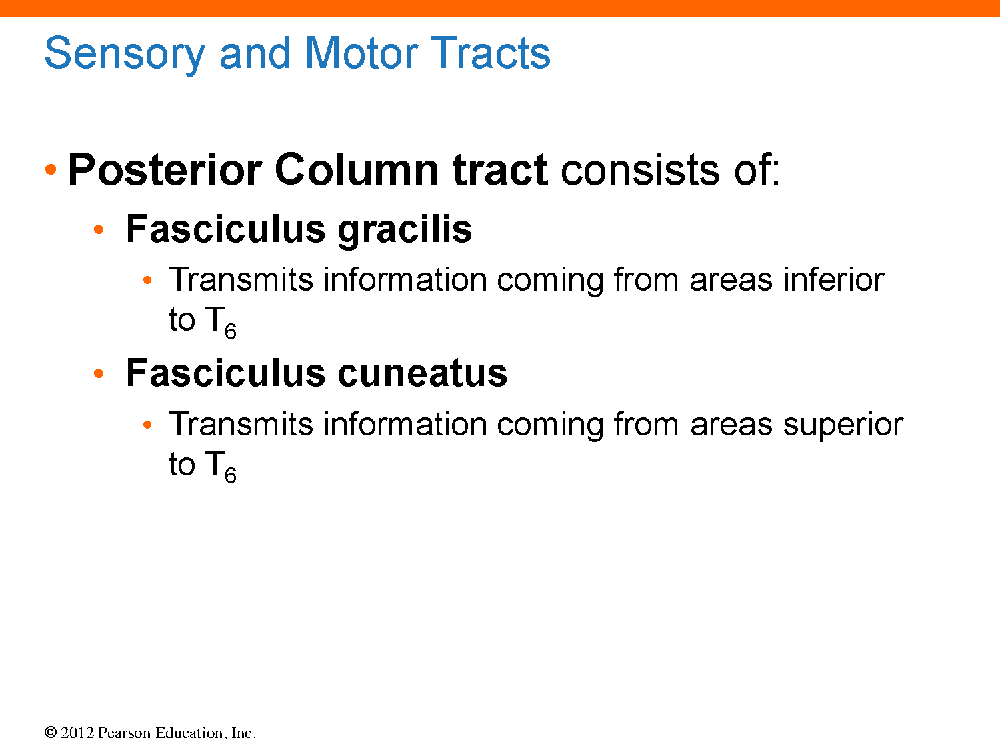 Sensory and Motor Tracts
• Posterior Column tract consists of:
• Fasciculus gracilis
• Transmits information coming from areas inferior
to T₆
• Fasciculus cuneatus
• Transmits information coming from areas superior
to T₆
© 2012 Pearson Education, Inc.